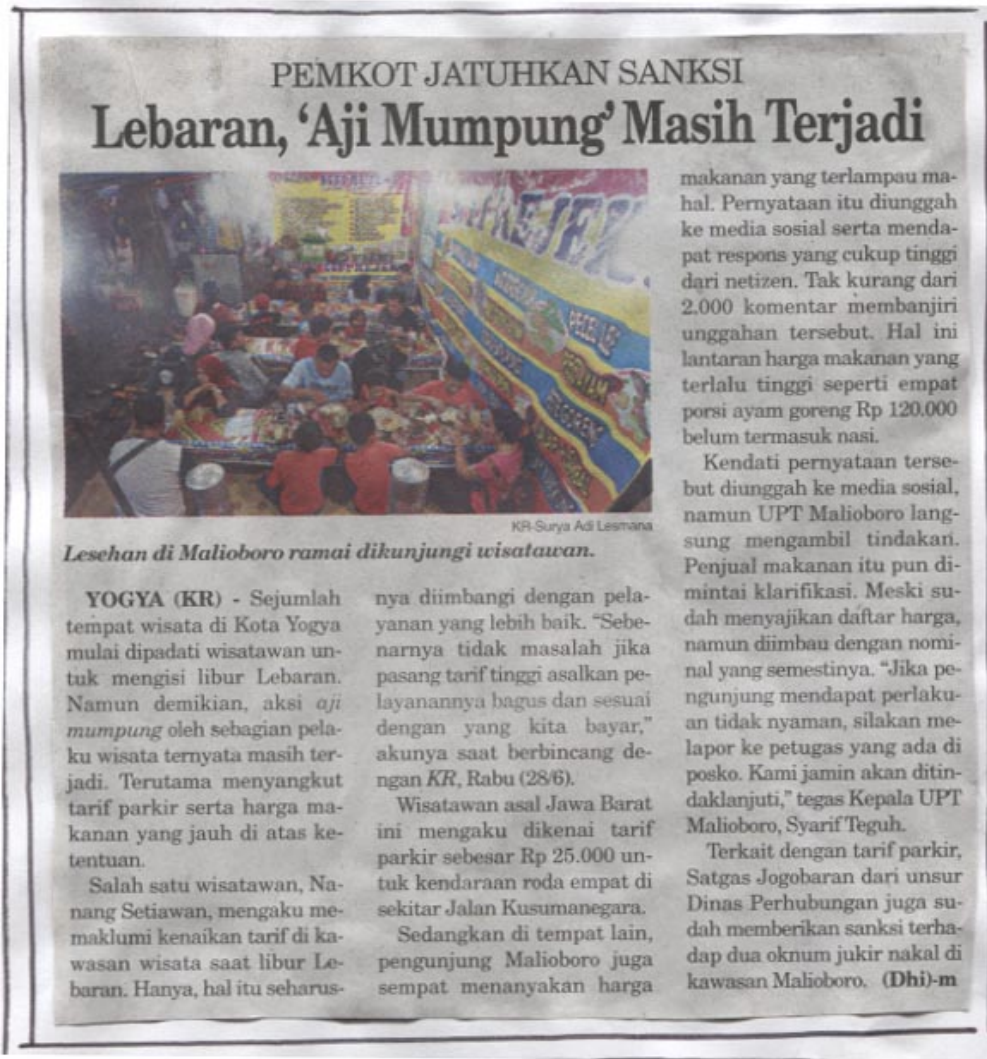 PEMKOT JATUHKAN SANKSI
Lebaran, 'Aji Mumpung' Masih Terjadi
PECEL LELE
KR-Surya Adi Lesmana
Lesehan di Malioboro ramai dikunjungi wisatawan.
YOGYA (KR) - Sejumlah
tempat wisata di Kota Yogya
mulai dipadati wisatawan un-
tuk mengisi libur Lebaran.
Namun demikian, aksi aji
mumpung oleh sebagian pela-
ku wisata ternyata masih ter-
jadi. Terutama menyangkut
tarif parkir serta harga ma-
kanan yang jauh di atas ke-
tentuan.
Salah satu wisatawan, Na-
nang Setiawan, mengaku me-
maklumi kenaikan tarif di ka-
wasan wisata saat libur Le-
baran. Hanya, hal itu seharus-
nya diimbangi dengan pela-
yanan yang lebih baik. "Sebe-
narnya tidak masalah jika
pasang tarif tinggi asalkan pe-
layanannya bagus dan sesuai
dengan yang kita bayar,"
akunya saat berbincang de-
ngan KR, Rabu (28/6).
Wisatawan asal Jawa Barat
ini mengaku dikenai tarif
parkir sebesar Rp 25.000 un-
tuk kendaraan roda empat di
sekitar Jalan Kusumanegara.
Sedangkan di tempat lain,
pengunjung Malioboro juga
sempat menanyakan harga
makanan yang terlampau ma-
hal. Pernyataan itu diunggah
ke media sosial serta menda-
pat respons yang cukup tinggi
dari netizen. Tak kurang dari
2.000 komentar membanjiri
unggahan tersebut. Hal ini
lantaran harga makanan yang
terlalu tinggi seperti empat
porsi ayam goreng Rp 120.000
belum termasuk nasi.
Kendati pernyataan terse-
but diunggah ke media sosial,
namun UPT Malioboro lang-
sung mengambil tindakan.
Penjual makanan itu pun di-
mintai klarifikasi. Meski su-
dah menyajikan daftar harga,
namun diimbau dengan nomi-
nal yang semestinya. "Jika pe-
ngunjung mendapat perlaku-
an tidak nyaman, silakan me-
lapor ke petugas yang ada di
posko. Kami jamin akan ditin-
daklanjuti," tegas Kepala UPT
Malioboro, Syarif Teguh.
Terkait dengan tarif parkir,
Satgas Jogobaran dari unsur
Dinas Perhubungan juga su-
dah memberikan sanksi terha-
dap dua oknum jukir nakal di
kawasan Malioboro. (Dhi)-m